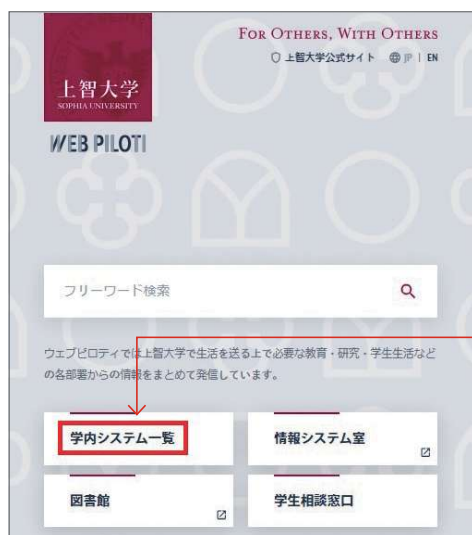 FOR OTHERS, WITH OTHERS
上智大学公式サイト JP | EN
上智大学
SOPHIA UNIVERSITY
WEB PILOTI
フリーワード検索
ウェブピロティでは上智大学で生活を送る上で必要な教育・研究・学生生活など
の各部署からの情報をまとめて発信しています。
学内システム一覧
情報システム室
図書館
学生相談窓口